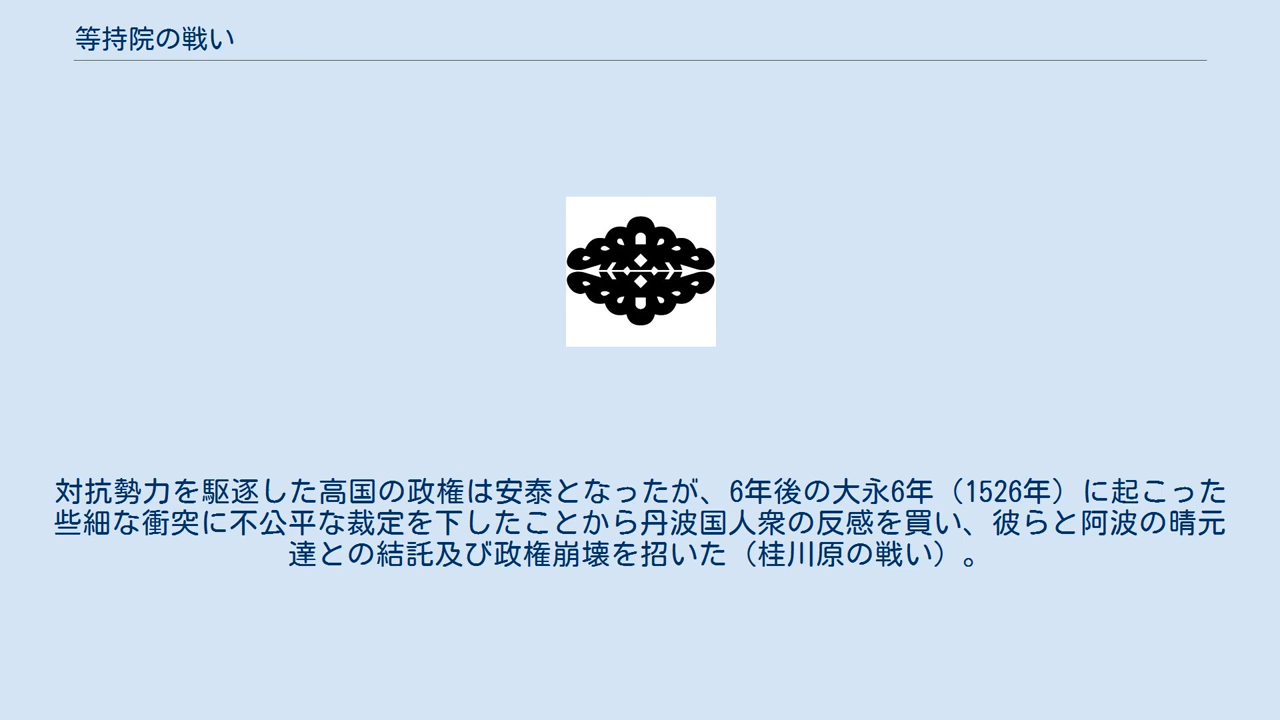 等持院の戦い
対抗勢力を駆逐した高国の政権は安泰となったが、6年後の大永6年（1526年）に起こった
些細な衝突に不公平な裁定を下したことから丹波国人衆の反感を買い、彼らと阿波の晴元
達との結託及び政権崩壊を招いた（桂川原の戦い）。